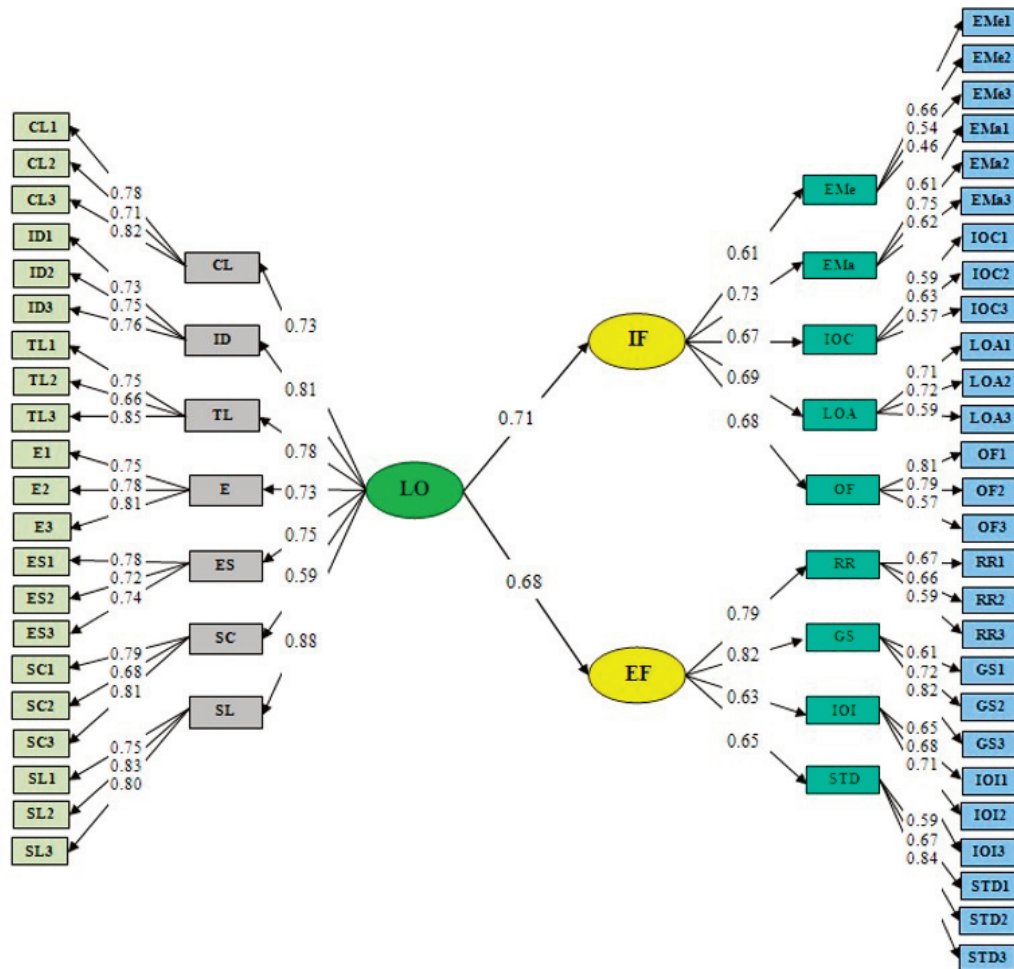 CL1
CL2
CL3
ID1
ID2
ID3
TL1
TL2
TL3
E1
E2
E3
ES1
ES2
ES3
SC1
SC2
SC3
SL1
SL2
SL3
0.78
0.71
0.82
0.73
0.75
0.76
0.75
0.66
0.85
0.75
0.78
0.81
0.78
0.72
0.74
0.79
0.68
0.81
0.75
0.83
0.80
CL
ID
TL
E
ES
SC
SL
0.73
0.81
0.78
0.73
0.75
0.59
0.88
LO
0.71
0.68
IF
EF
0.61
0.73
0.67
0.69
0.68
0.79
0.82
0.63
0.65
EMe
EMa
IOC
LOA
OF
RR
GS
IOI
STD
0.66
0.54
0.46
0.61
0.75
0.62
0.59
0.63
0.57
0.71
0.72
0.59
0.81
0.79
0.57
0.67
0.66
0.59
0.61
0.72
0.82
0.65
0.68
0.71
0.59
0.67
0.84
EMe1
EMe2
EMe3
EMa1
EMa2
EMa3
IOC1
IOC2
IOC3
LOA1
LOA2
LOA3
OF1
OF2
OF3
RR1
RR2
RR3
GS1
GS2
GS3
IOI1
IOI2
IOI3
STD1
STD2
STD3